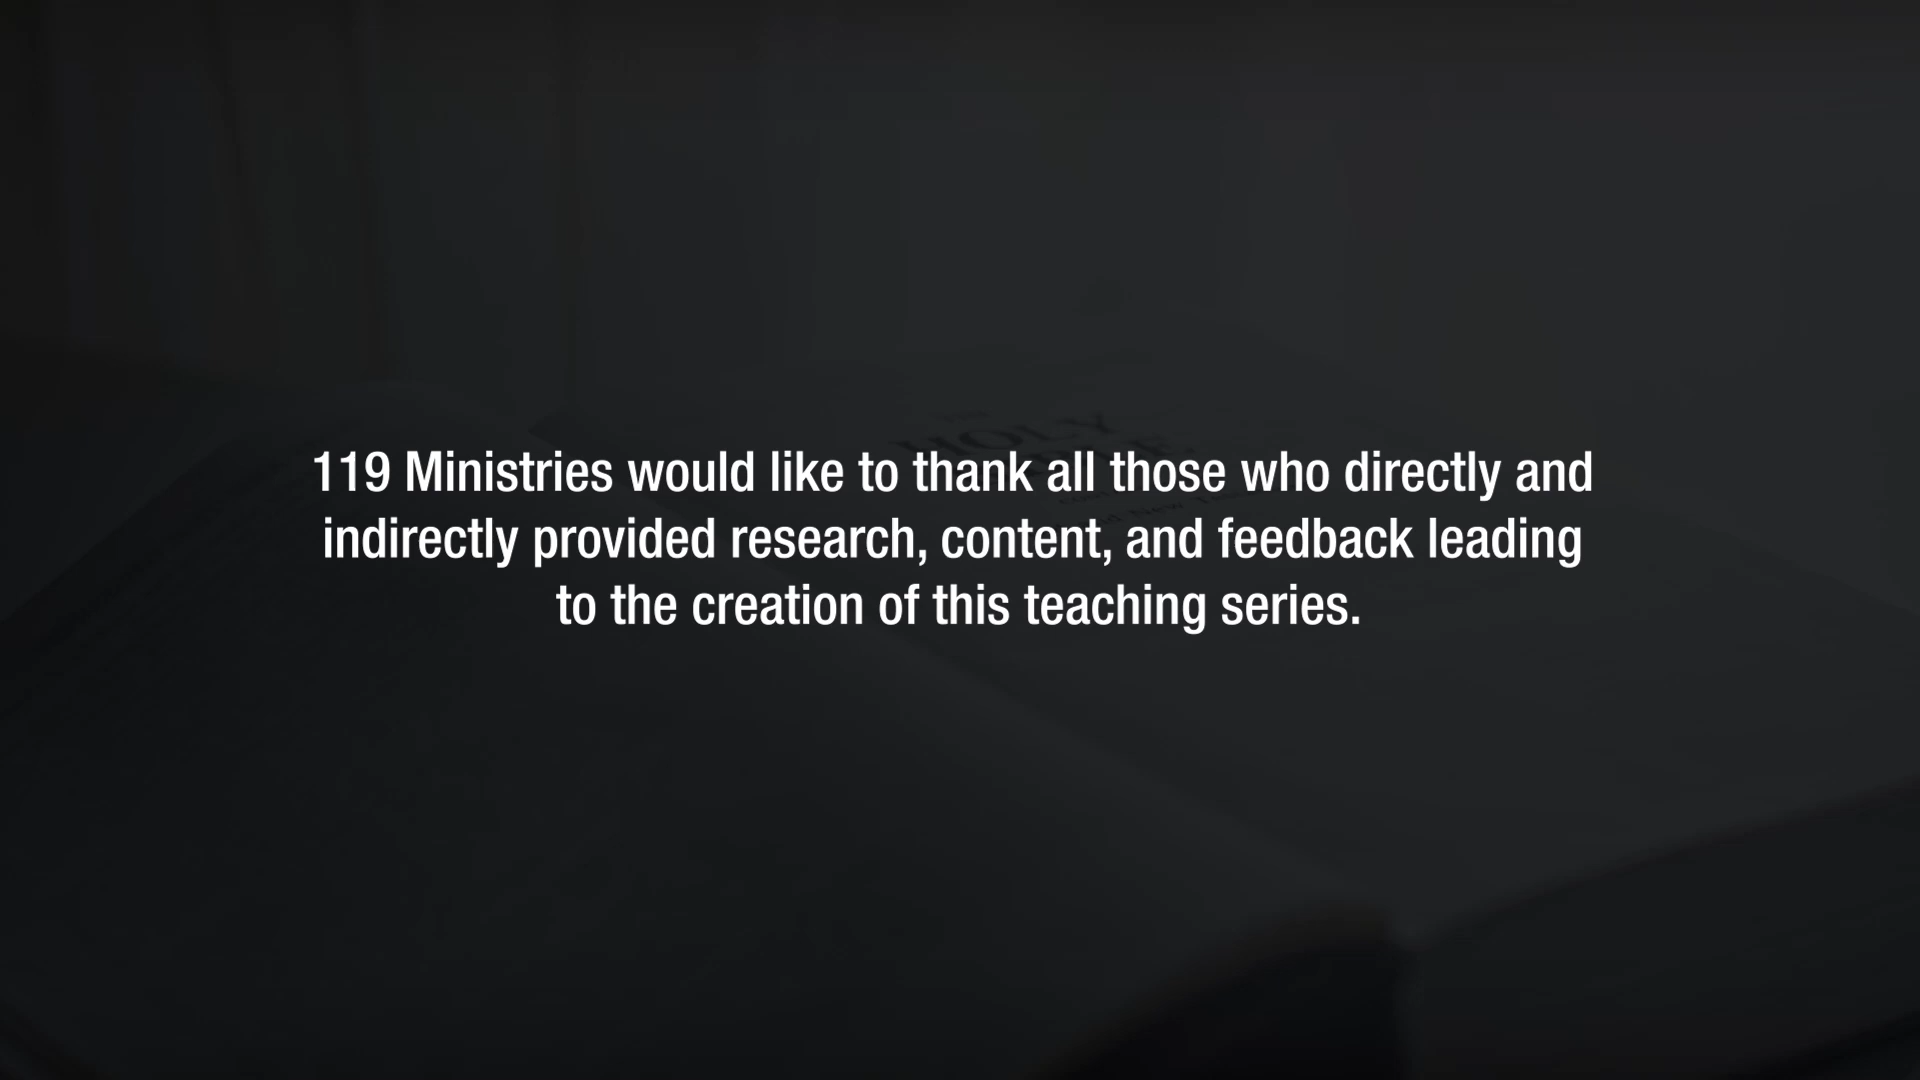 HOLY
119 Ministries would like to thank all those who directly and
indirectly provided research, content, and feedback leading
to the creation of this teaching series.